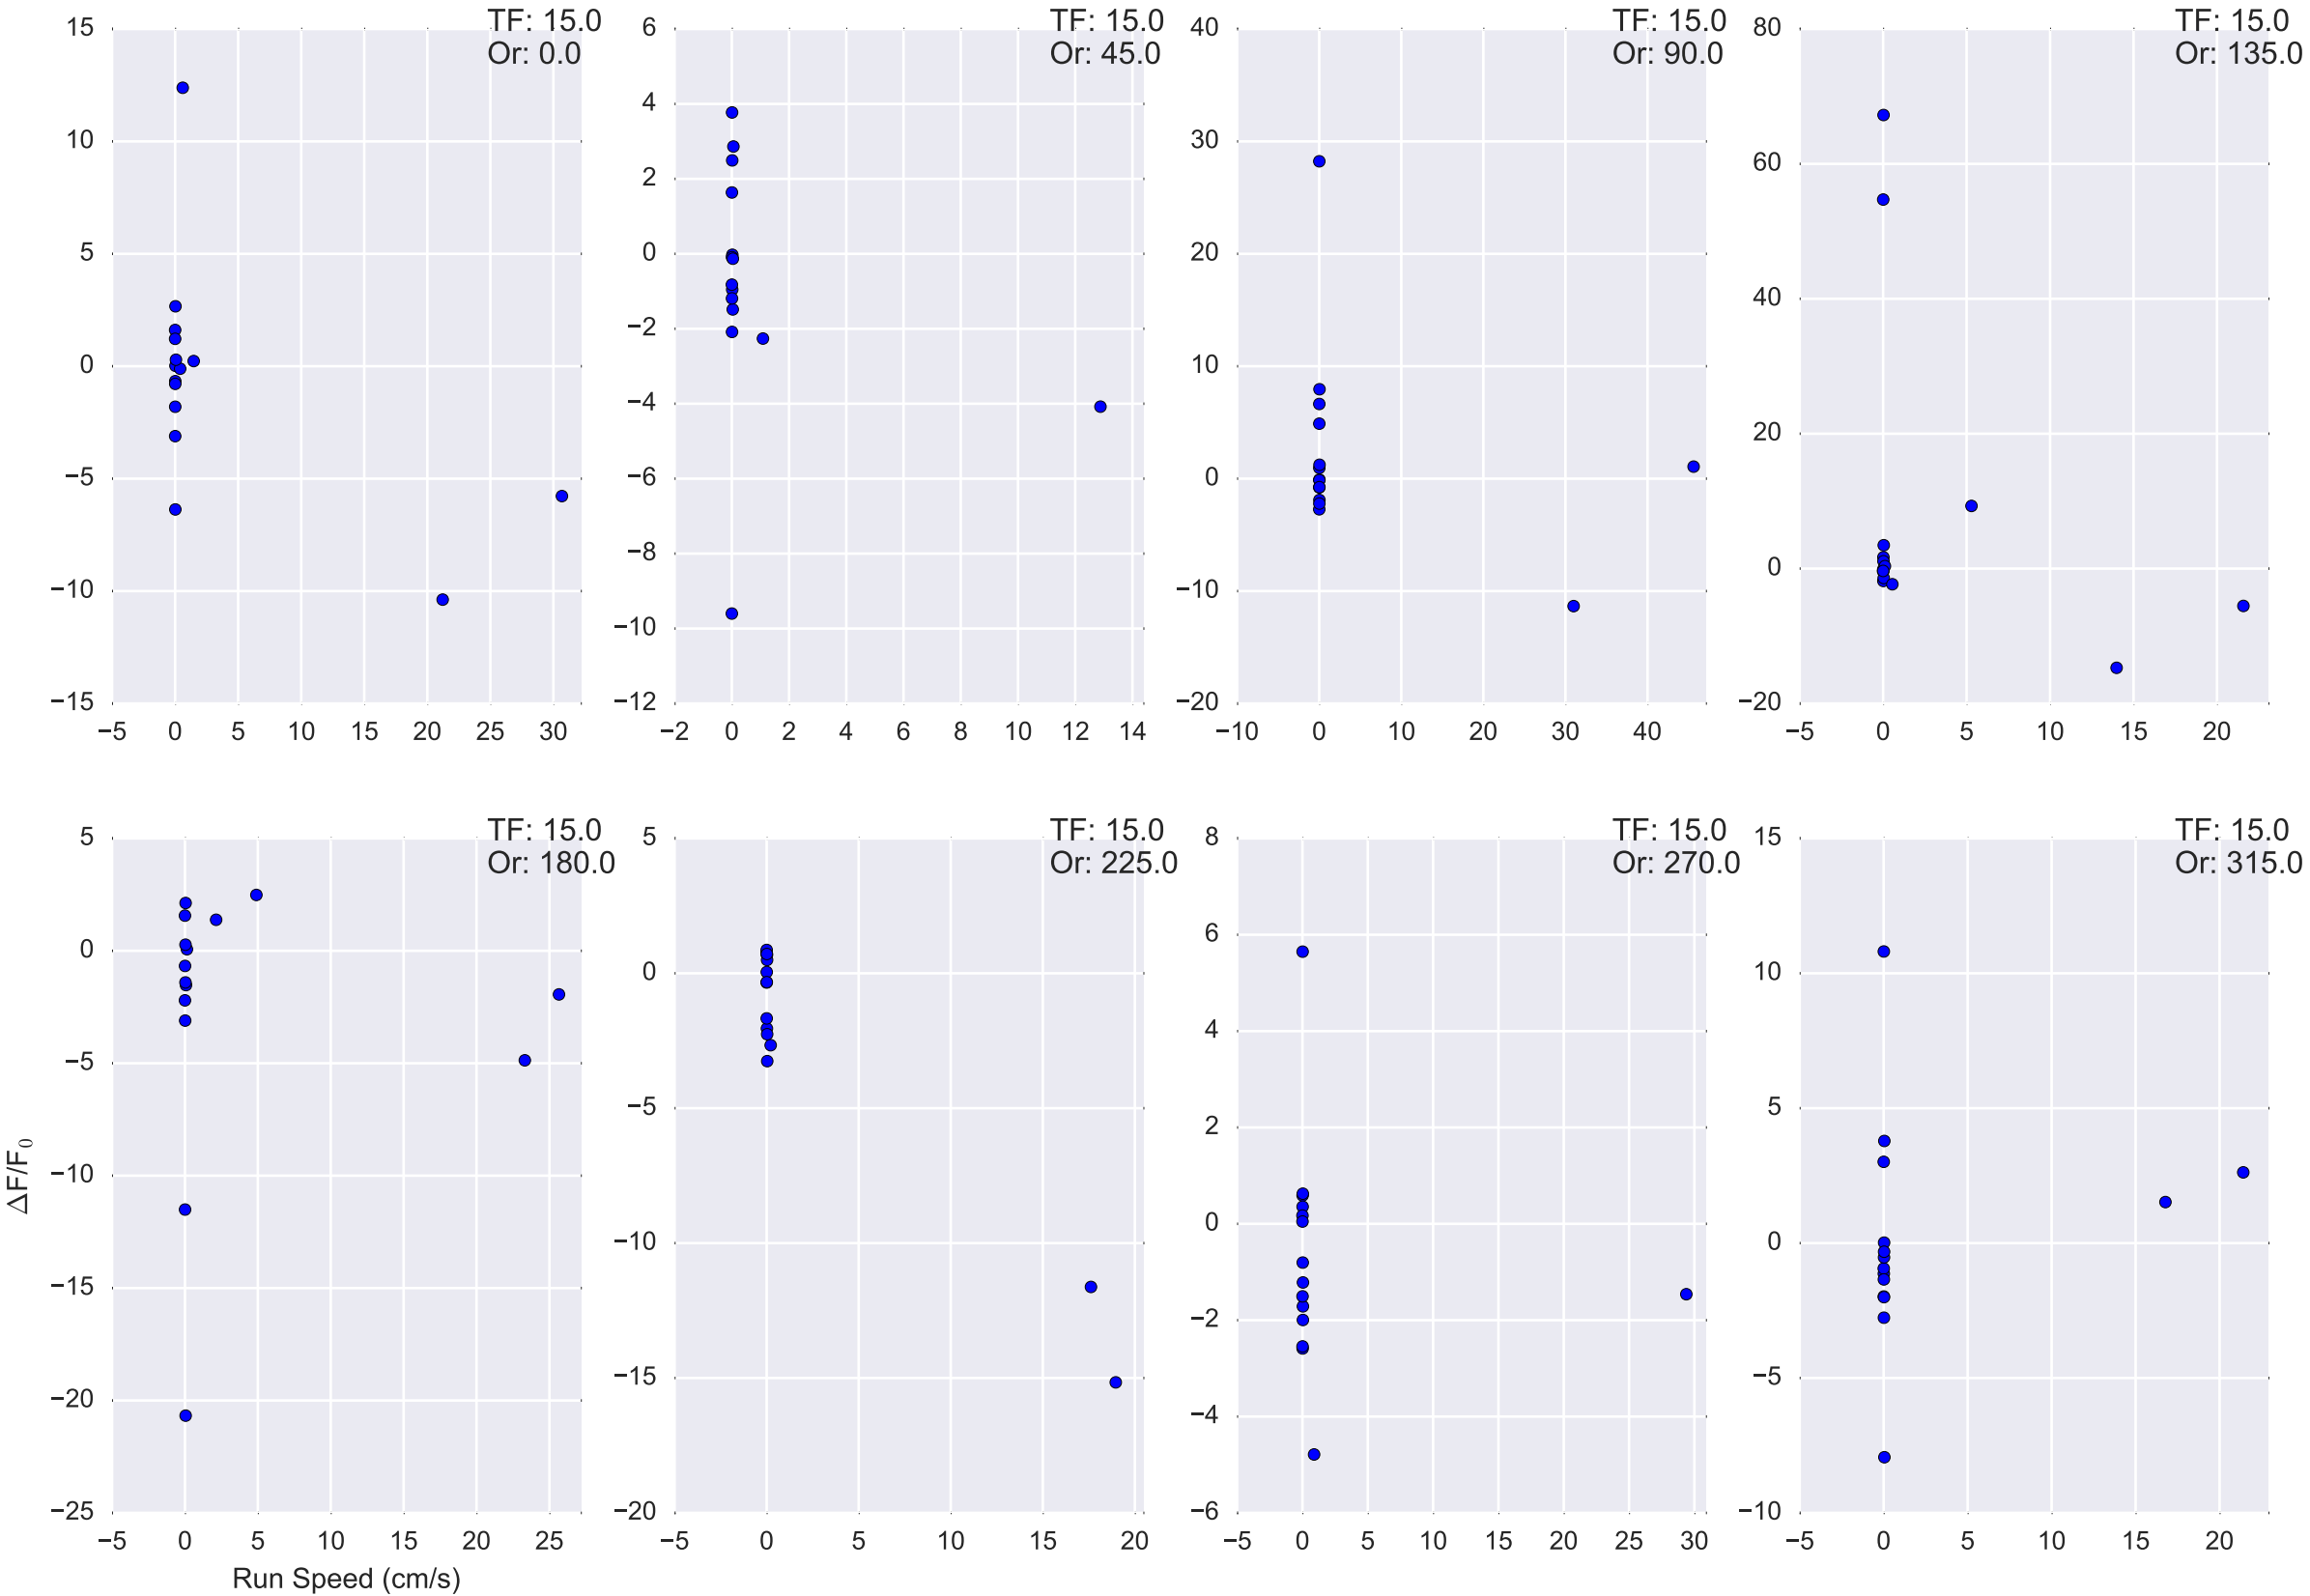 TF: 15.0
Or: 0.0
15
10
5
0
−5
−10
−15
−5 0 5 10 15 20 25 30
TF: 15.0
Or: 45.0
6
4
2
0
−2
−4
−6
−8
−10
−12
−2 0 2 4 6 8 10 12 14
TF: 15.0
Or: 90.0
40
30
20
10
0
−10
−20
−10 0 10 20 30 40
TF: 15.0
Or: 135.0
80
60
40
20
0
−20
−5 0 5 10 15 20
TF: 15.0
Or: 180.0
5
0
−5
−10
−15
−20
−25
−5 0 5 10 15 20 25
ΔF/F₀
Run Speed (cm/s)
TF: 15.0
Or: 225.0
5
0
−5
−10
−15
−20
−5 0 5 10 15 20
TF: 15.0
Or: 270.0
8
6
4
2
0
−2
−4
−6
−5 0 5 10 15 20 25 30
TF: 15.0
Or: 315.0
15
10
5
0
−5
−10
−5 0 5 10 15 20